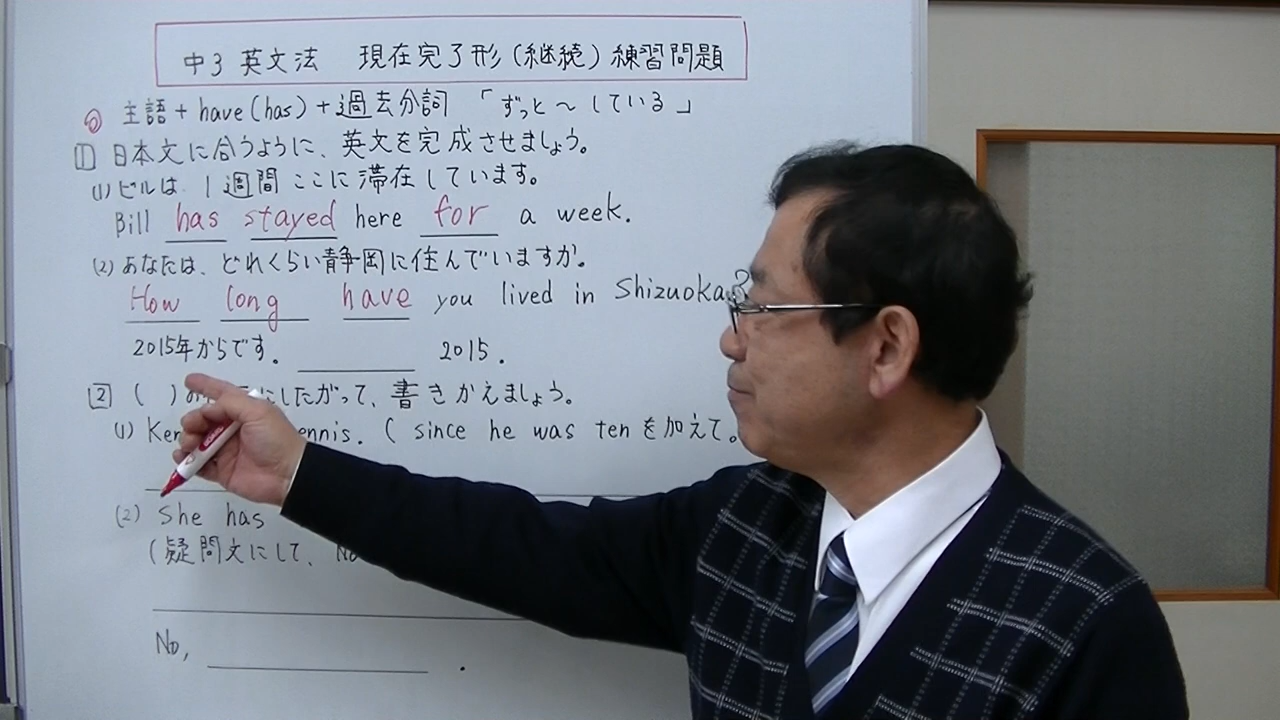 中3 英文法 現在完了形(継続)練習問題
◎ 主語 + have(has) + 過去分詞 「ずっと〜している」
1 日本文に合うように、英文を完成させましょう。
(1) ビルは、1週間ここに滞在しています。
Bill has stayed here for a week.
(2) あなたは、どれくらい静岡に住んでいますか。
How long have you lived in Shizuoka?
2015年からです。 2015.
2 ( )の にしたがって、書きかえましょう。
(1) Ken ennis. ( since he was ten を加えて。
(2) She has
(疑問文にして、No
No, .